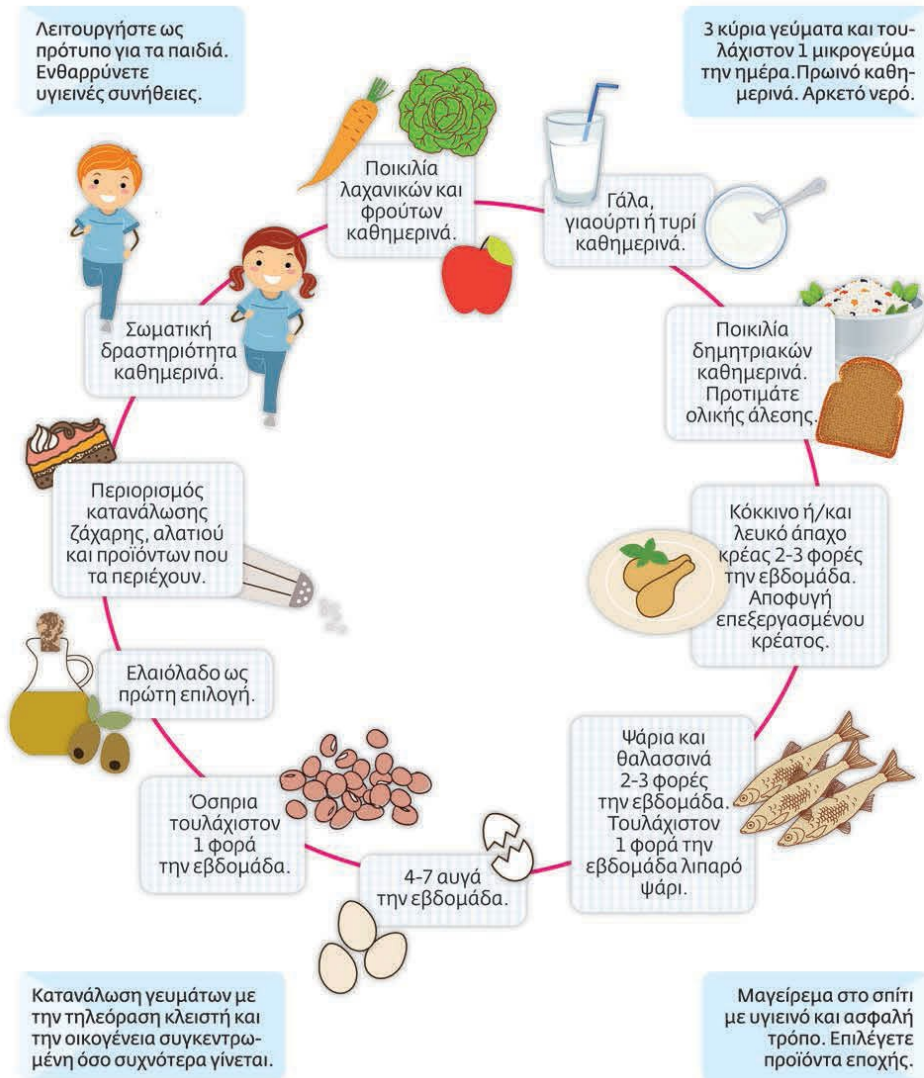 Λειτουργήστε ως
πρότυπο για τα παιδιά.
Ενθαρρύνετε
υγιεινές συνήθειες.
3 κύρια γεύματα και του-
λάχιστον 1 μικρογεύμα
την ημέρα. Πρωινό καθη-
μερινά. Αρκετό νερό.
Ποικιλία
λαχανικών και
φρούτων
καθημερινά.
Γάλα,
γιαούρτι ή τυρί
καθημερινά.
Ποικιλία
δημητριακών
καθημερινά.
Προτιμάτε
ολικής άλεσης.
Κόκκινο ή/και
λευκό άπαχο
κρέας 2-3 φορές
την εβδομάδα.
Αποφυγή
επεξεργασμένου
κρέατος.
Ψάρια και
θαλασσινά
2-3 φορές
την εβδομάδα.
Τουλάχιστον
1 φορά την
εβδομάδα λιπαρό
ψάρι.
4-7 αυγά
την εβδομάδα.
Όσπρια
τουλάχιστον
1 φορά
την εβδομάδα.
Ελαιόλαδο ως
πρώτη επιλογή.
Περιορισμός
κατανάλωσης
ζάχαρης, αλατιού
και προϊόντων που
τα περιέχουν.
Σωματική
δραστηριότητα
καθημερινά.
Κατανάλωση γευμάτων με
την τηλεόραση κλειστή και
την οικογένεια συγκεντρω-
μένη όσο συχνότερα γίνεται.
Μαγείρεμα στο σπίτι
με υγιεινό και ασφαλή
τρόπο. Επιλέγετε
προϊόντα εποχής.